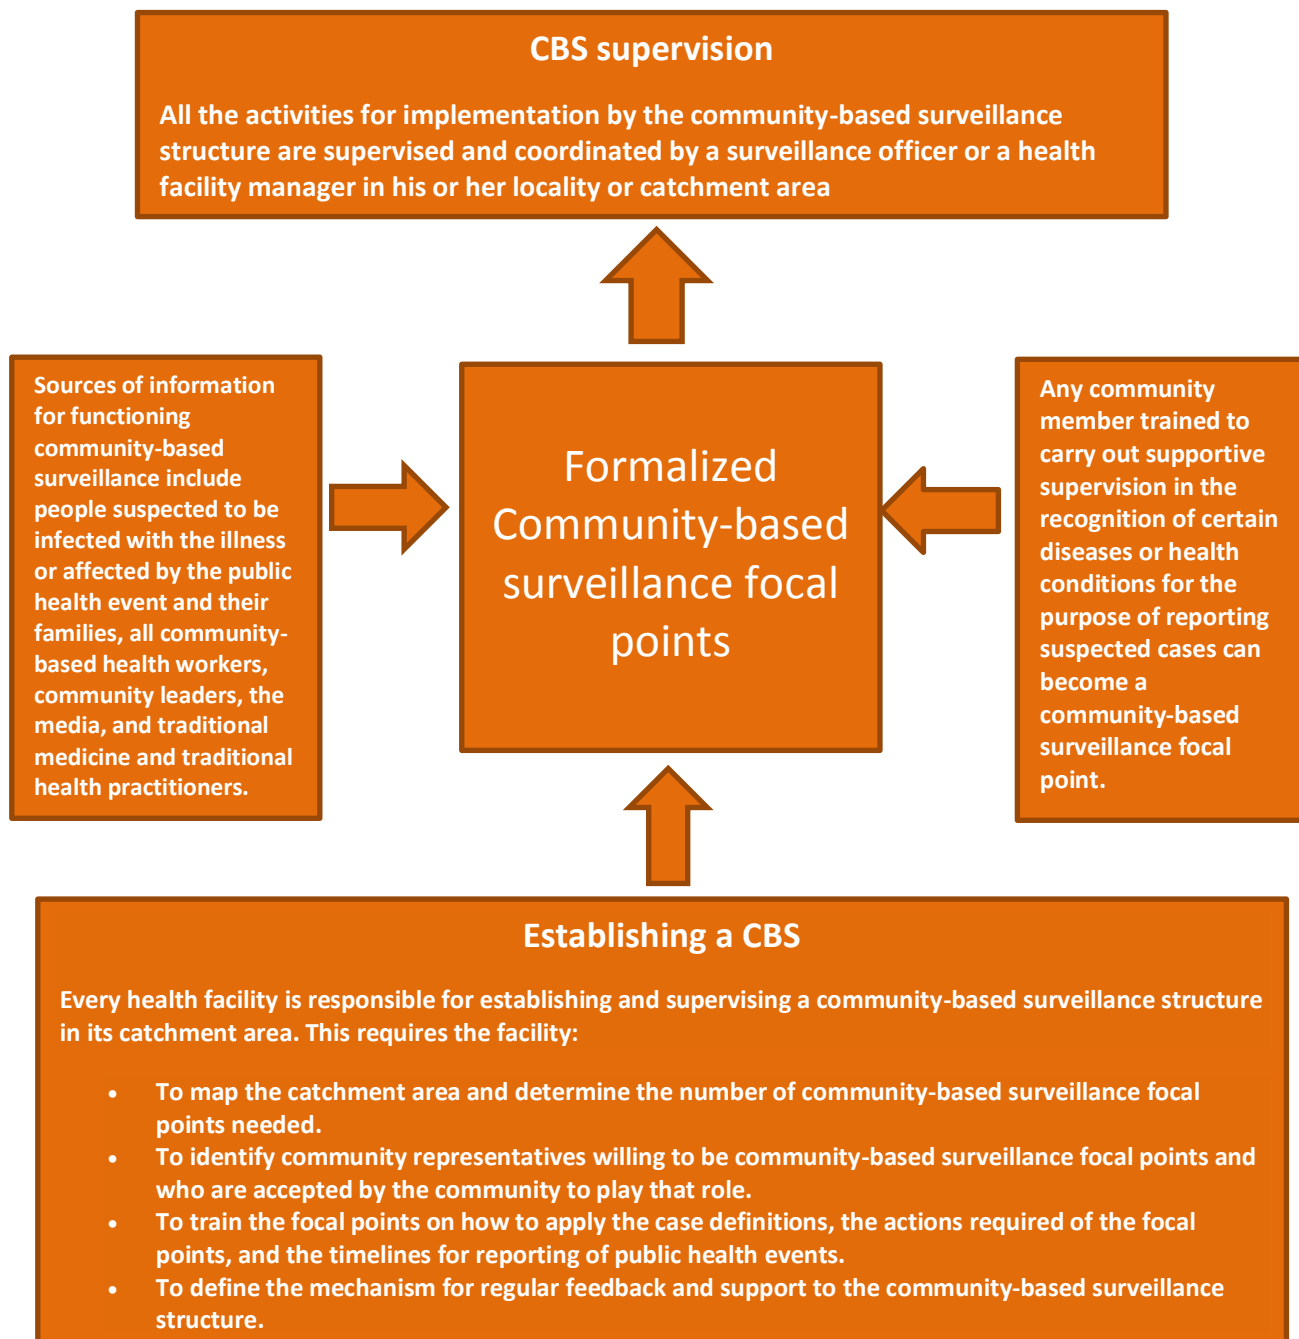 CBS supervision
All the activities for implementation by the community-based surveillance
structure are supervised and coordinated by a surveillance officer or a health
facility manager in his or her locality or catchment area
Sources of information
for functioning
community-based
surveillance include
people suspected to be
infected with the illness
or affected by the public
health event and their
families, all community-
based health workers,
community leaders, the
media, and traditional
medicine and traditional
health practitioners.
Formalized
Community-based
surveillance focal
points
Any community
member trained to
carry out supportive
supervision in the
recognition of certain
diseases or health
conditions for the
purpose of reporting
suspected cases can
become a
community-based
surveillance focal
point.
Establishing a CBS
Every health facility is responsible for establishing and supervising a community-based surveillance structure
in its catchment area. This requires the facility:
• To map the catchment area and determine the number of community-based surveillance focal
points needed.
• To identify community representatives willing to be community-based surveillance focal points and
who are accepted by the community to play that role.
• To train the focal points on how to apply the case definitions, the actions required of the focal
points, and the timelines for reporting of public health events.
• To define the mechanism for regular feedback and support to the community-based surveillance
structure.